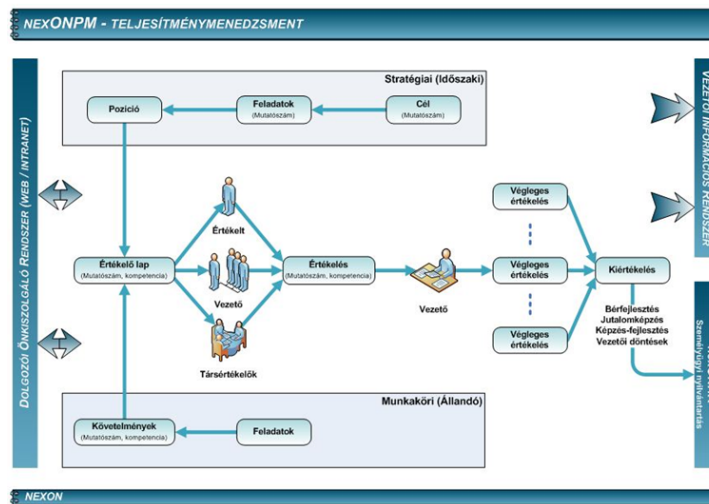 nexONPM - TELJESÍTMÉNYMENEDZSMENT
DOLGOZÓI ÖNKISZOLGÁLÓ RENDSZER (WEB / INTRANET)
Stratégiai (Időszaki)
Pozíció
Feladatok
(Mutatószám)
Cél
(Mutatószám)
Értékelő lap
(Mutatószám, kompetencia)
Értékelt
Vezető
Társértékelők
Értékelés
(Mutatószám, kompetencia)
Vezető
Végleges
értékelés
Végleges
értékelés
Végleges
értékelés
Kiértékelés
Bérfejlesztés
Jutalomképzés
Képzés-fejlesztés
Vezetői döntések
Munkaköri (Állandó)
Követelmények
(Mutatószám, kompetencia)
Feladatok
VEZETŐI INFORMÁCIÓS RENDSZER
Személyügyi nyilvántartás
NEXON